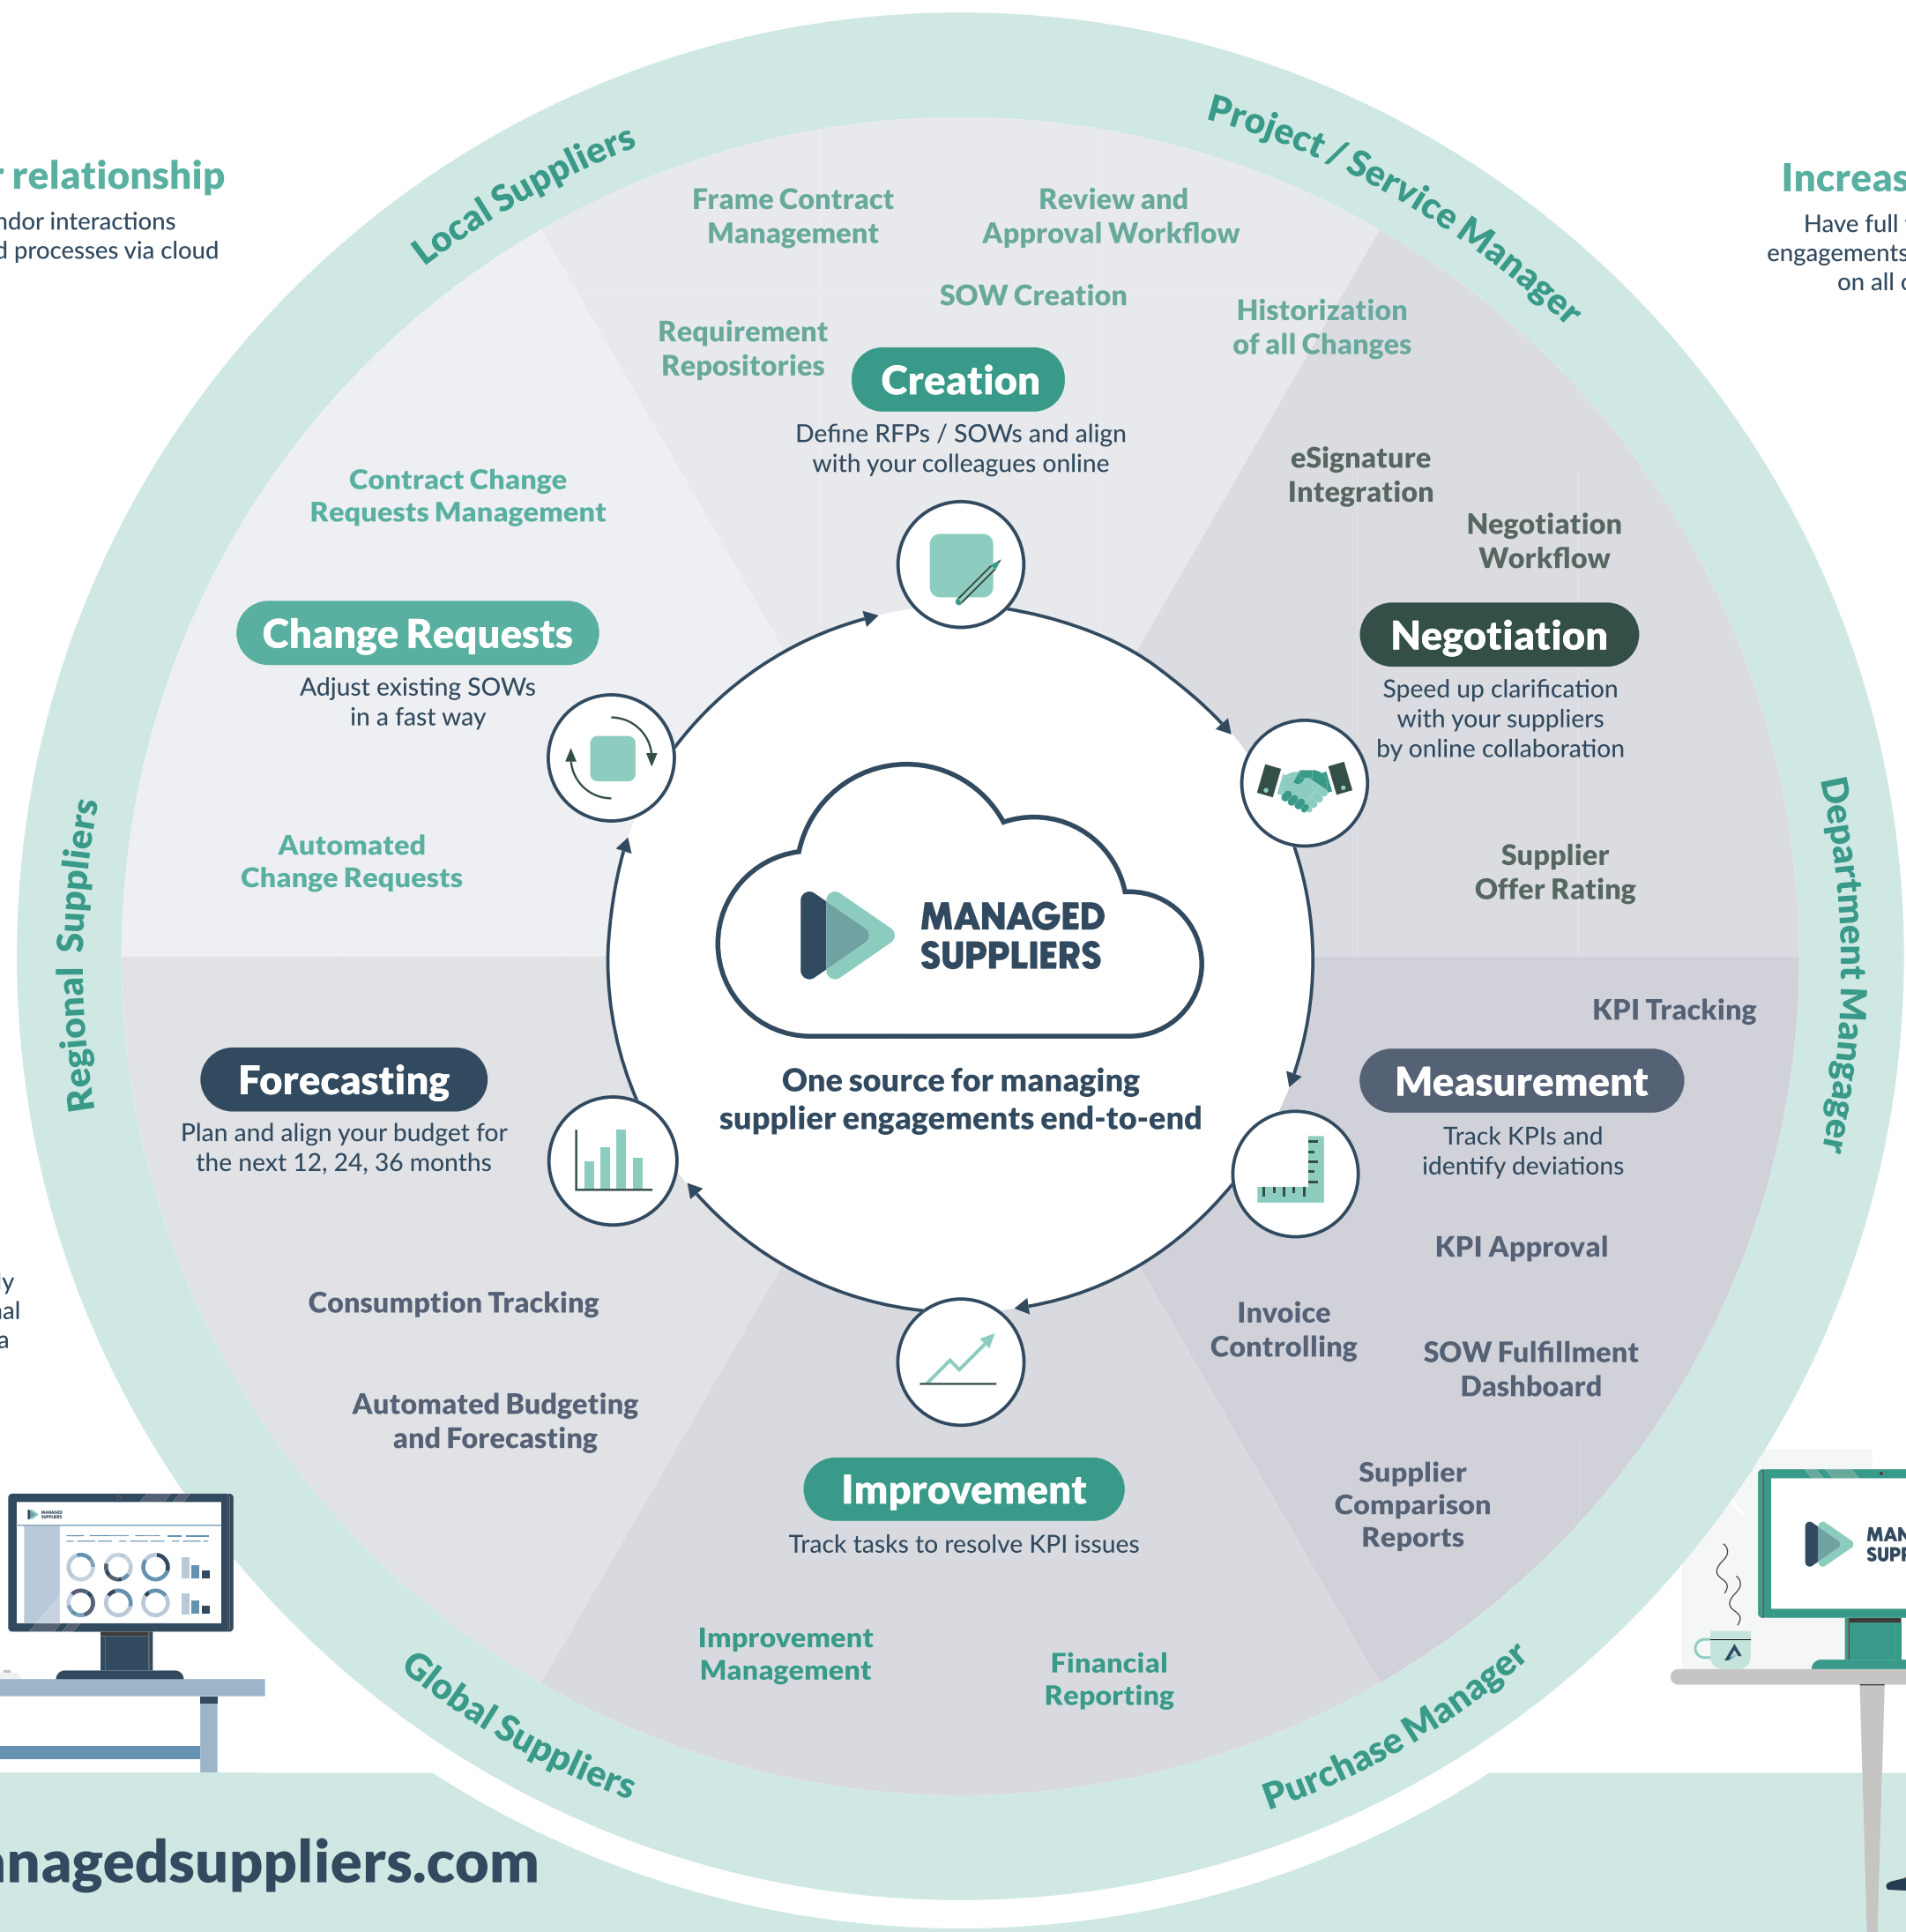 Local Suppliers
Project / Service Manager
relationship
interactions
processes via cloud
Have full
engagements
on all
Frame Contract
Management
Review and
Approval Workflow
SOW Creation
Requirement
Repositories
Historization
of all Changes
Creation
Define RFPs / SOWs and align
with your colleagues online
Contract Change
Requests Management
Change Requests
Adjust existing SOWs
in a fast way
Automated
Change Requests
eSignature
Integration
Negotiation
Workflow
Negotiation
Speed up clarification
with your suppliers
by online collaboration
Supplier
Offer Rating
Regional Suppliers
Department Manager
MANAGED
SUPPLIERS
One source for managing
supplier engagements end-to-end
Forecasting
Plan and align your budget for
the next 12, 24, 36 months
Consumption Tracking
Automated Budgeting
and Forecasting
KPI Tracking
Measurement
Track KPIs and
identify deviations
KPI Approval
Invoice
Controlling
SOW Fulfillment
Dashboard
Supplier
Comparison
Reports
Improvement
Track tasks to resolve KPI issues
Improvement
Management
Financial
Reporting
MANAGED
SUPPLIERS
Global Suppliers
Purchase Manager
nagedsuppliers.com